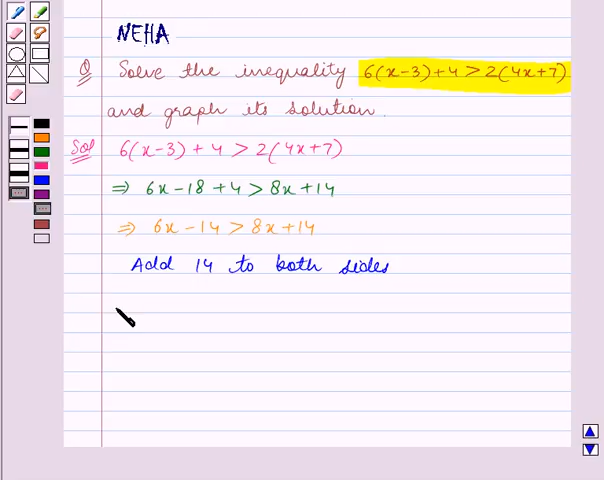 NEHA
Q Solve the inequality 6(x-3)+4>2(4x+7)
and graph its solution.
Sol 6(x-3)+4>2(4x+7)
⇒ 6x-18+4>8x+14
⇒ 6x-14>8x+14
Add 14 to both sides